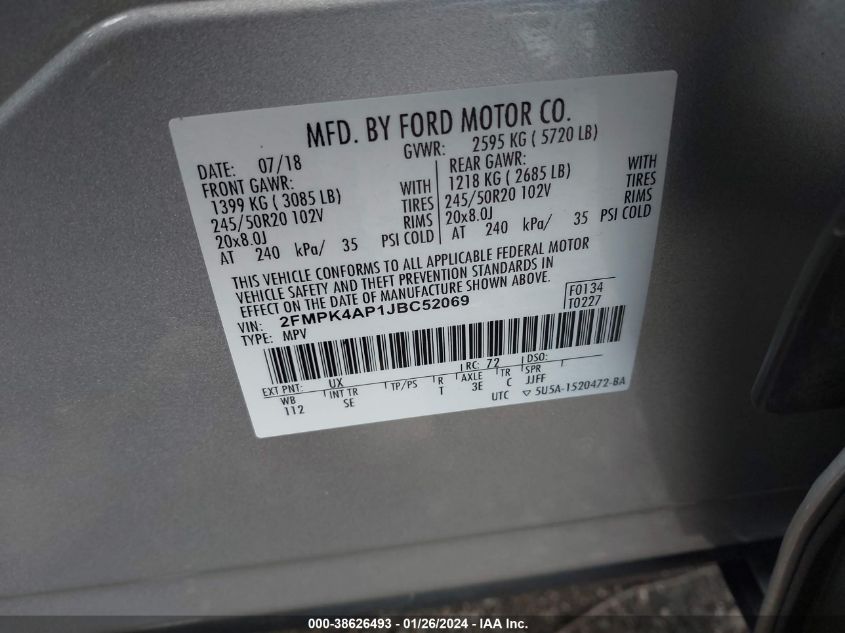 MFD. BY FORD MOTOR CO.
DATE: 07/18 GVWR: 2595 KG ( 5720 LB)
FRONT GAWR: REAR GAWR:
1399 KG ( 3085 LB) WITH 1218 KG ( 2685 LB) WITH
245/50R20 102V TIRES 245/50R20 102V TIRES
20x8.0J RIMS 20x8.0J RIMS
AT 240 kPa/ 35 PSI COLD AT 240 kPa/ 35 PSI COLD
THIS VEHICLE CONFORMS TO ALL APPLICABLE FEDERAL MOTOR
VEHICLE SAFETY AND THEFT PREVENTION STANDARDS IN
EFFECT ON THE DATE OF MANUFACTURE SHOWN ABOVE.
VIN: 2FMPK4AP1JBC52069 F0134
TYPE: MPV T0227
EXT PNT: UX RC: 72 DSO:
WB INT TR TP/PS R AXLE TR SPR
112 SE T 3E C JJFF
UTC ▽ 5U5A-1520472-BA
000-38626493 - 01/26/2024 - IAA Inc.